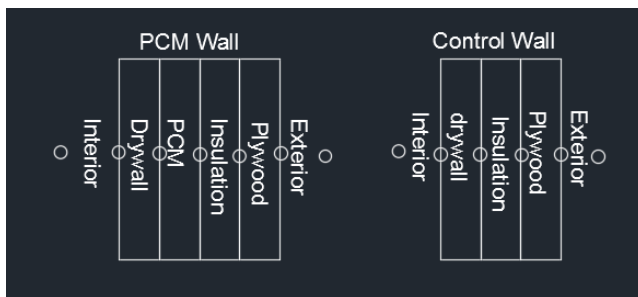 PCM Wall
Interior
Drywall
PCM
Insulation
Plywood
Exterior
Control Wall
Interior
drywall
Insulation
Plywood
Exterior